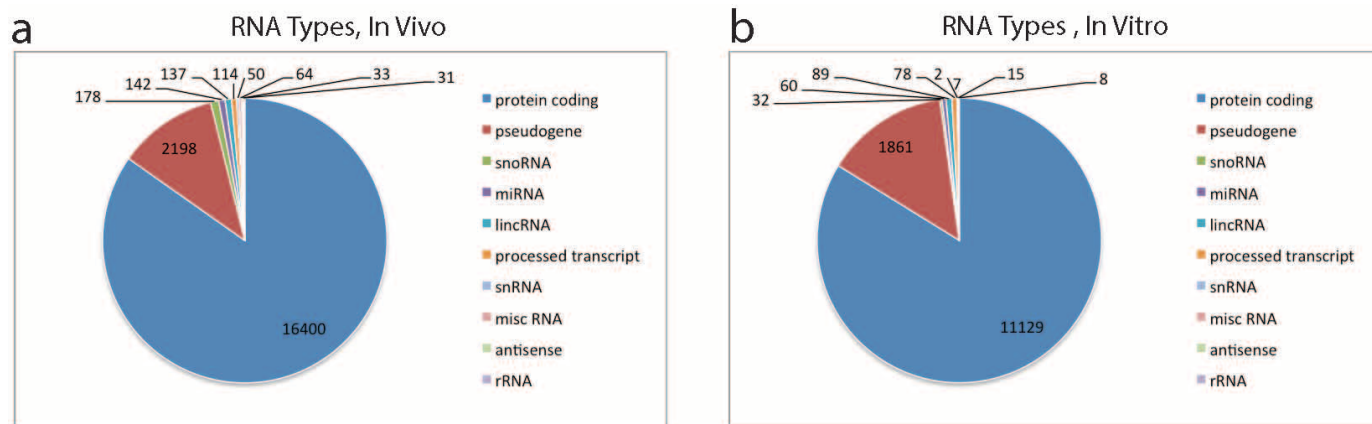 a
RNA Types, In Vivo
137 114 50 64 33 31
142
178
2198
16400
protein coding
pseudogene
snoRNA
miRNA
lincRNA
processed transcript
snRNA
misc RNA
antisense
rRNA
b
RNA Types , In Vitro
89 78 2 7 15 8
60
32
1861
11129
protein coding
pseudogene
snoRNA
miRNA
lincRNA
processed transcript
snRNA
misc RNA
antisense
rRNA